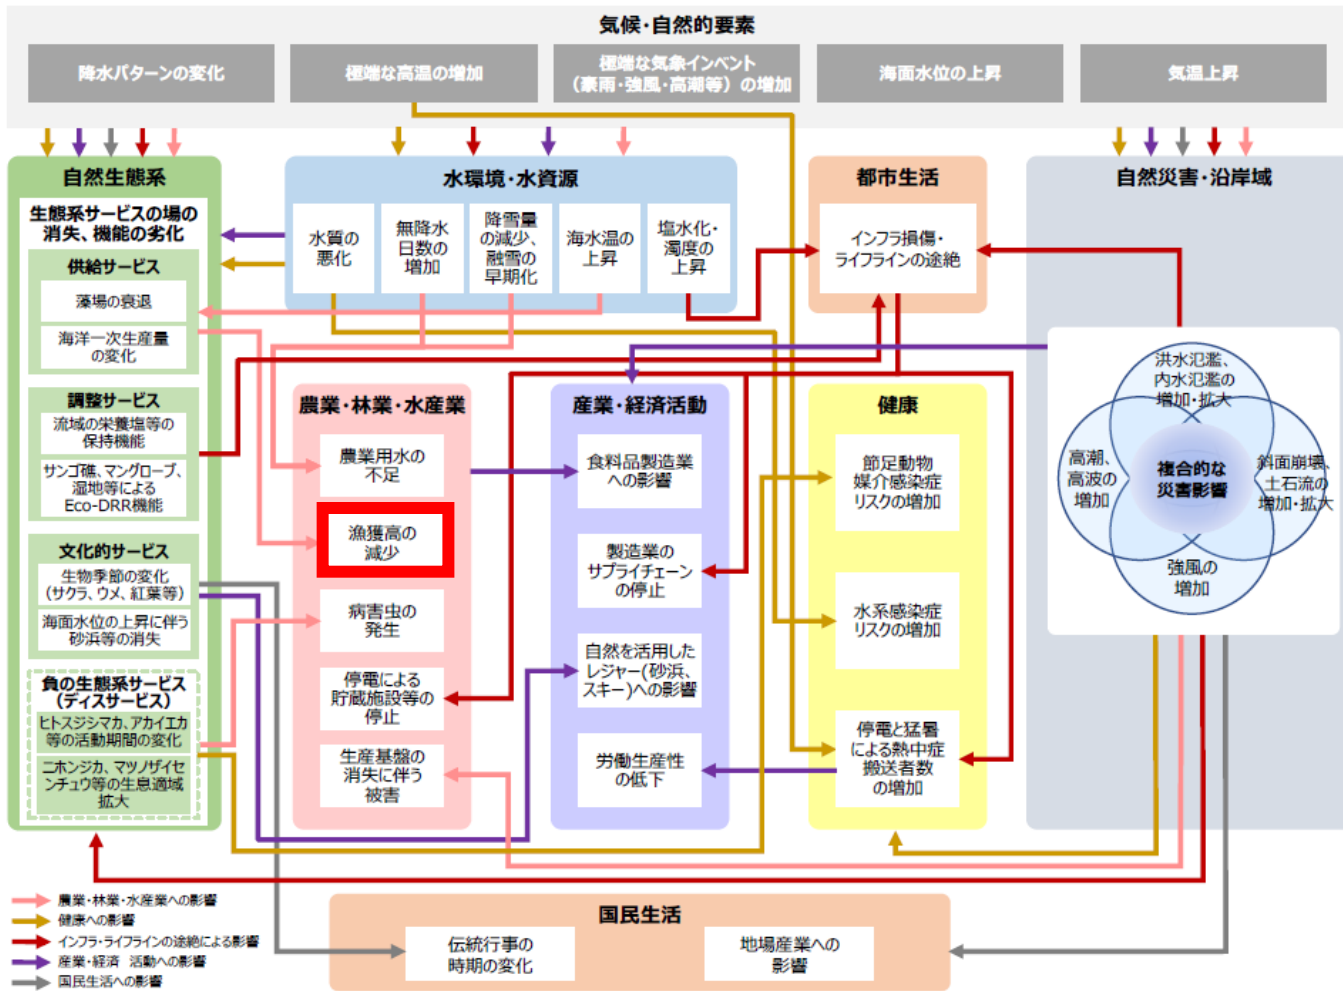 気候・自然的要素
降水パターンの変化
極端な高温の増加
極端な気象インベント
（豪雨・強風・高潮等）の増加
海面水位の上昇
気温上昇
自然生態系
生態系サービスの場の
消失、機能の劣化
供給サービス
藻場の衰退
海洋一次生産量
の変化
調整サービス
流域の栄養塩等の
保持機能
サンゴ礁、マングローブ、
湿地等による
Eco-DRR機能
文化的サービス
生物季節の変化
(サクラ、ウメ、紅葉等)
海面水位の上昇に伴う
砂浜等の消失
負の生態系サービス
(ディスサービス)
ヒトスジシマカ、アカイエカ
等の活動期間の変化
ニホンジカ、マツノザイセ
ンチュウ等の生息適域
拡大
水環境・水資源
水質の
悪化
無降水
日数の
増加
降雪量
の減少、
融雪の
早期化
海水温の
上昇
塩水化・
濁度の
上昇
都市生活
インフラ損傷・
ライフラインの途絶
自然災害・沿岸域
洪水氾濫、
内水氾濫の
増加・拡大
高潮、
高波の
増加
複合的な
災害影響
斜面崩壊、
土石流の
増加・拡大
強風の
増加
農業・林業・水産業
農業用水の
不足
漁獲高の
減少
病害虫の
発生
停電による
貯蔵施設等の
停止
生産基盤の
消失に伴う
被害
産業・経済活動
食料品製造業
への影響
製造業の
サプライチェーン
の停止
自然を活用した
レジャー(砂浜、
スキー)への影響
労働生産性
の低下
健康
節足動物
媒介感染症
リスクの増加
水系感染症
リスクの増加
停電と猛暑
による熱中症
搬送者数
の増加
国民生活
伝統行事の
時期の変化
地場産業への
影響
農業・林業・水産業への影響
健康への影響
インフラ・ライフラインの途絶による影響
産業・経済 活動への影響
国民生活への影響